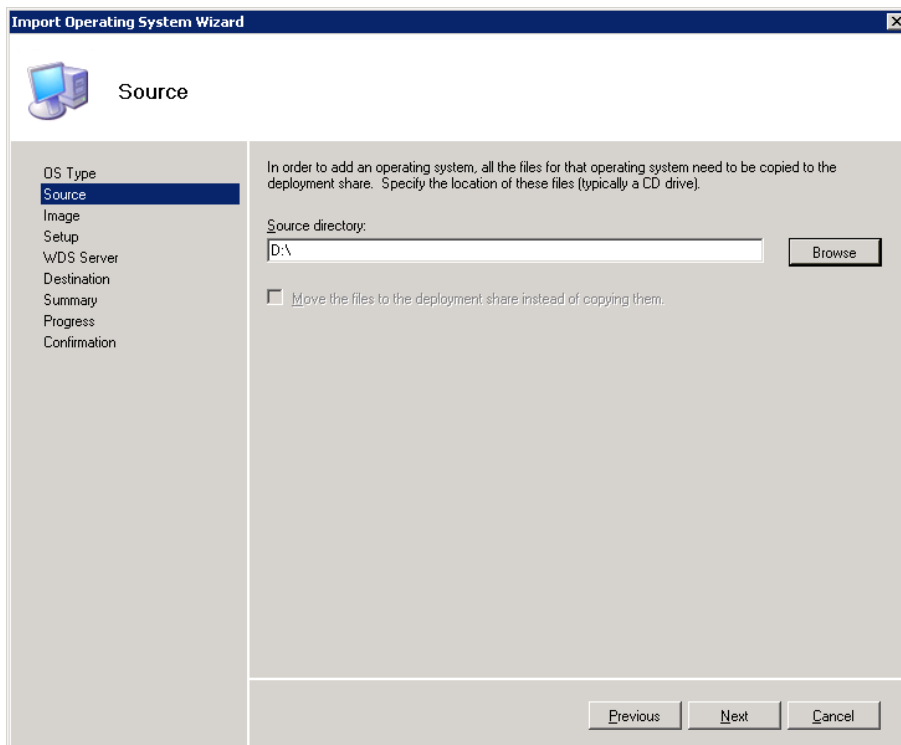 Import Operating System Wizard
Source
OS Type
Source
Image
Setup
WDS Server
Destination
Summary
Progress
Confirmation
In order to add an operating system, all the files for that operating system need to be copied to the
deployment share. Specify the location of these files (typically a CD drive).
Source directory:
D:\
Browse
Move the files to the deployment share instead of copying them.
Previous
Next
Cancel